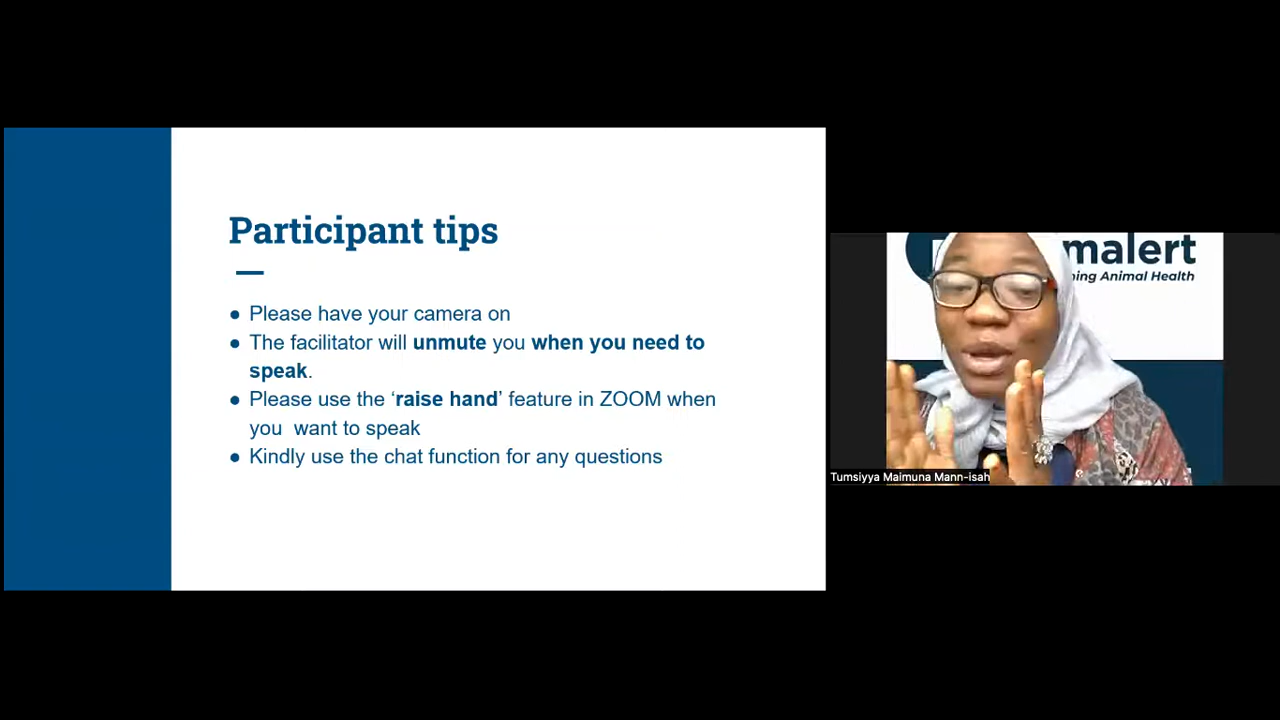 Participant tips
● Please have your camera on
● The facilitator will unmute you when you need to
speak.
● Please use the ‘raise hand’ feature in ZOOM when
you  want to speak
● Kindly use the chat function for any questions
malert
Animal Health
Tumsiyya Maimuna Mann-isah